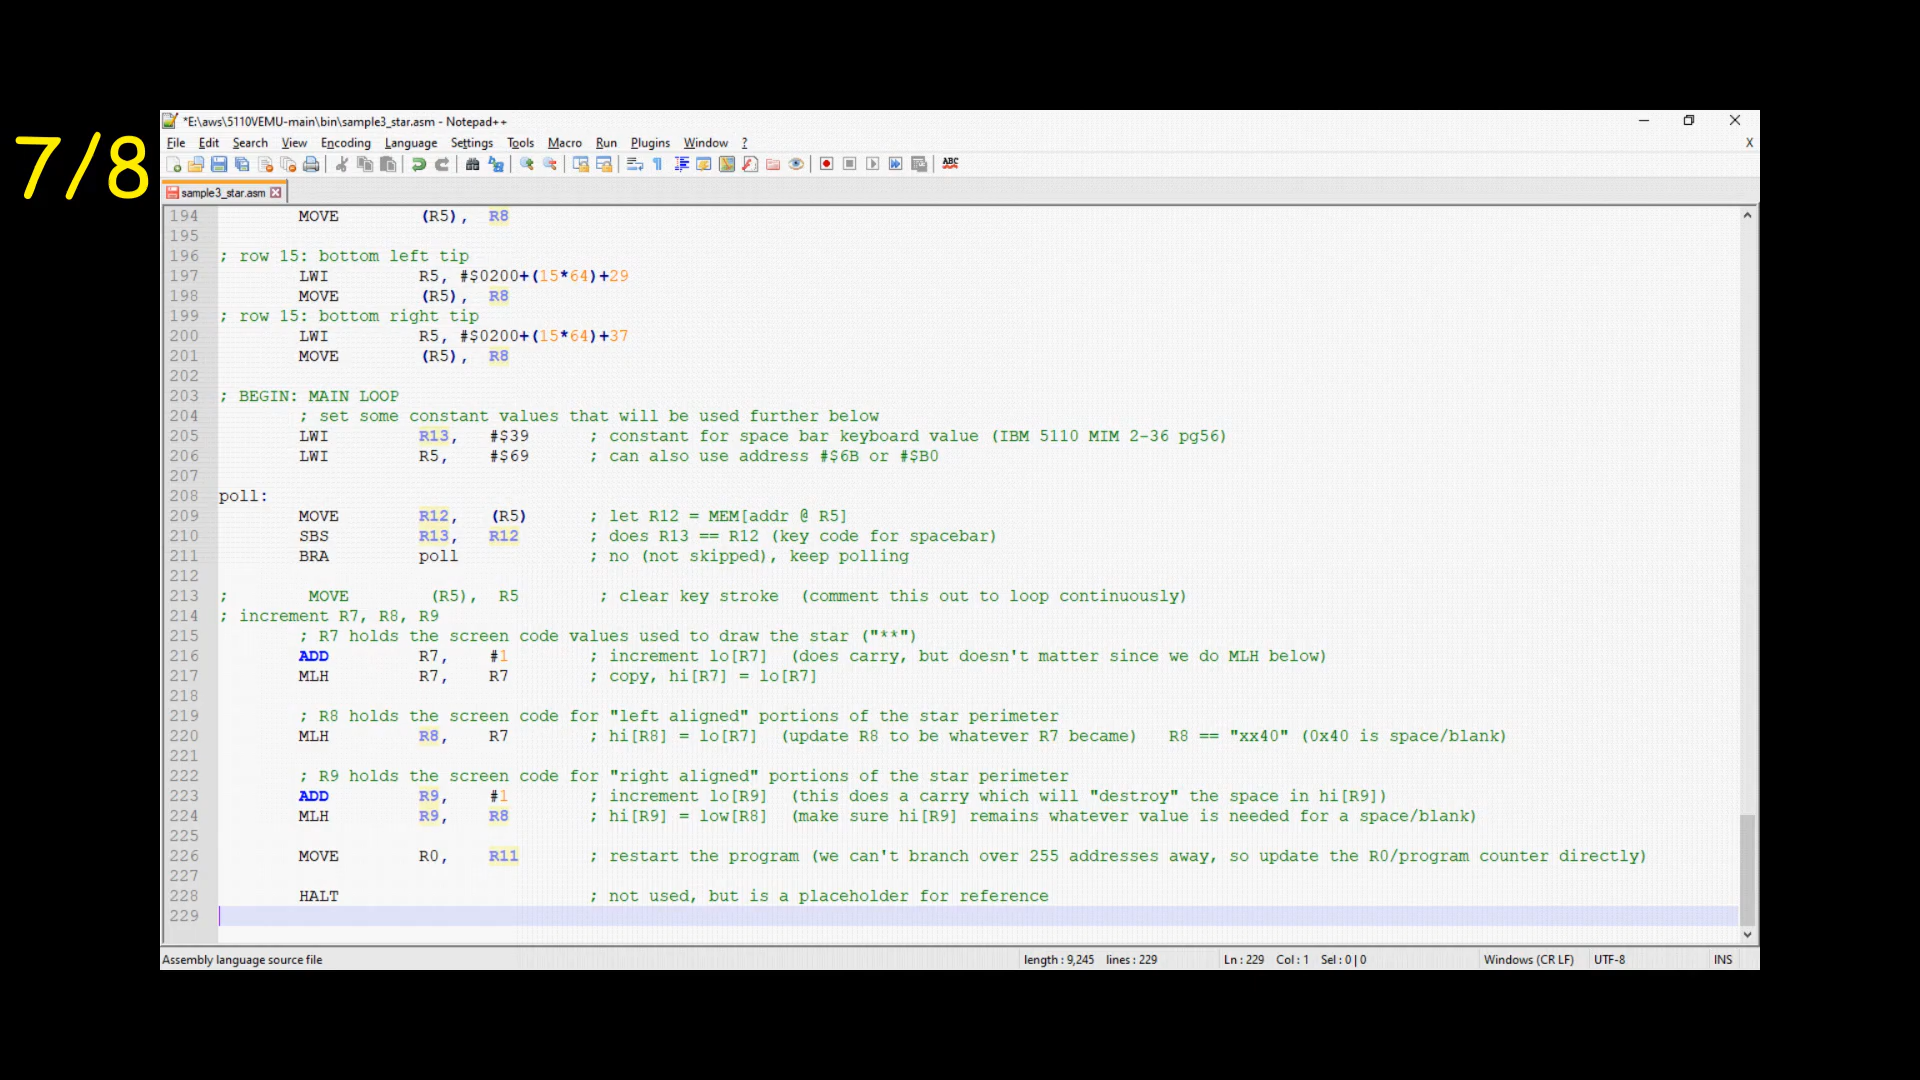 7/8
*E:\aws\5110VEMU-main\bin\sample3_star.asm - Notepad++
File Edit Search View Encoding Language Settings Tools Macro Run Plugins Window ? X
ABC
sample3_star.asm
194 MOVE (R5), R8
195
196 ; row 15: bottom left tip
197 LWI R5, #$0200+(15*64)+29
198 MOVE (R5), R8
199 ; row 15: bottom right tip
200 LWI R5, #$0200+(15*64)+37
201 MOVE (R5), R8
202
203 ; BEGIN: MAIN LOOP
204 ; set some constant values that will be used further below
205 LWI R13, #$39 ; constant for space bar keyboard value (IBM 5110 MIM 2-36 pg56)
206 LWI R5, #$69 ; can also use address #$6B or #$B0
207
208 poll:
209 MOVE R12, (R5) ; let R12 = MEM[addr @ R5]
210 SBS R13, R12 ; does R13 == R12 (key code for spacebar)
211 BRA poll ; no (not skipped), keep polling
212
213 ; MOVE (R5), R5 ; clear key stroke (comment this out to loop continuously)
214 ; increment R7, R8, R9
215 ; R7 holds the screen code values used to draw the star ("**")
216 ADD R7, #1 ; increment lo[R7] (does carry, but doesn't matter since we do MLH below)
217 MLH R7, R7 ; copy, hi[R7] = lo[R7]
218
219 ; R8 holds the screen code for "left aligned" portions of the star perimeter
220 MLH R8, R7 ; hi[R8] = lo[R7] (update R8 to be whatever R7 became) R8 == "xx40" (0x40 is space/blank)
221
222 ; R9 holds the screen code for "right aligned" portions of the star perimeter
223 ADD R9, #1 ; increment lo[R9] (this does a carry which will "destroy" the space in hi[R9])
224 MLH R9, R8 ; hi[R9] = low[R8] (make sure hi[R9] remains whatever value is needed for a space/blank)
225
226 MOVE R0, R11 ; restart the program (we can't branch over 255 addresses away, so update the R0/program counter directly)
227
228 HALT ; not used, but is a placeholder for reference
229
Assembly language source file length : 9,245 lines : 229 Ln : 229 Col : 1 Sel : 0 | 0 Windows (CR LF) UTF-8 INS